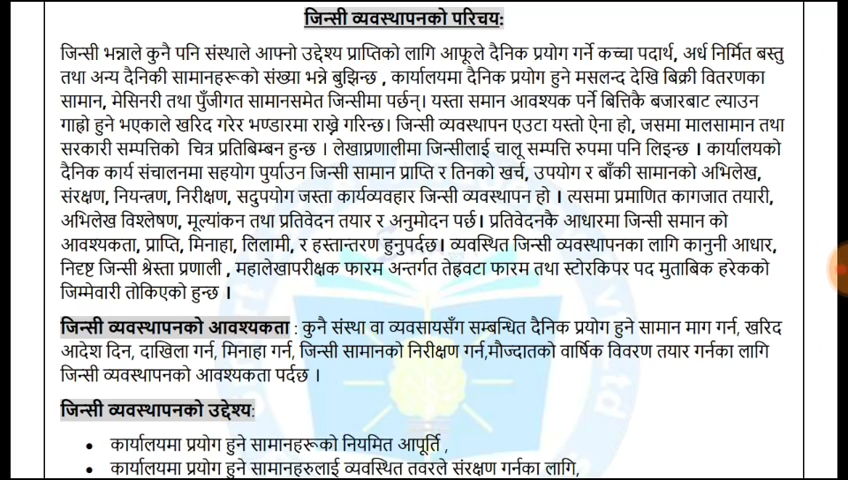 जिन्सी व्यवस्थापनको परिचय:
जिन्सी भन्नाले कुनै पनि संस्थाले आफ्नो उद्देश्य प्राप्तिको लागि आफूले दैनिक प्रयोग गर्ने कच्चा पदार्थ, अर्ध निर्मित बस्तु
तथा अन्य दैनिकी सामानहरूको संख्या भन्ने बुझिन्छ , कार्यालयमा दैनिक प्रयोग हुने मसलन्द देखि बिक्री वितरणका
सामान, मेसिनरी तथा पुँजीगत सामानसमेत जिन्सीमा पर्छन्। यस्ता समान आवश्यक पर्ने बित्तिकै बजारबाट ल्याउन
गाह्रो हुने भएकाले खरिद गरेर भण्डारमा राख्ने गरिन्छ। जिन्सी व्यवस्थापन एउटा यस्तो ऐना हो, जसमा मालसामान तथा
सरकारी सम्पत्तिको चित्र प्रतिबिम्बन हुन्छ । लेखाप्रणालीमा जिन्सीलाई चालू सम्पत्ति रुपमा पनि लिइन्छ । कार्यालयको
दैनिक कार्य संचालनमा सहयोग पुर्याउन जिन्सी सामान प्राप्ति र तिनको खर्च, उपयोग र बाँकी सामानको अभिलेख,
संरक्षण, नियन्त्रण, निरीक्षण, सदुपयोग जस्ता कार्यव्यवहार जिन्सी व्यवस्थापन हो । त्यसमा प्रमाणित कागजात तयारी,
अभिलेख विश्लेषण, मूल्यांकन तथा प्रतिवेदन तयार र अनुमोदन पर्छ। प्रतिवेदनकै आधारमा जिन्सी समान को
आवश्यकता, प्राप्ति, मिनाहा, लिलामी, र हस्तान्तरण हुनुपर्दछ। व्यवस्थित जिन्सी व्यवस्थापनका लागि कानुनी आधार,
निदृष्ट जिन्सी श्रेस्ता प्रणाली , महालेखापरीक्षक फारम अन्तर्गत तेह्रवटा फारम तथा स्टोरकिपर पद मुताबिक हरेकको
जिम्मेवारी तोकिएको हुन्छ ।
जिन्सी व्यवस्थापनको आवश्यकता : कुनै संस्था वा व्यवसायसँग सम्बन्धित दैनिक प्रयोग हुने सामान माग गर्न, खरिद
आदेश दिन, दाखिला गर्न, मिनाहा गर्न, जिन्सी सामानको निरीक्षण गर्न,मौज्दातको वार्षिक विवरण तयार गर्नका लागि
जिन्सी व्यवस्थापनको आवश्यकता पर्दछ ।
जिन्सी व्यवस्थापनको उद्देश्य:
• कार्यालयमा प्रयोग हुने सामानहरूको नियमित आपूर्ति ,
• कार्यालयमा प्रयोग हुने सामानहरुलाई व्यवस्थित तवरले संरक्षण गर्नका लागि,